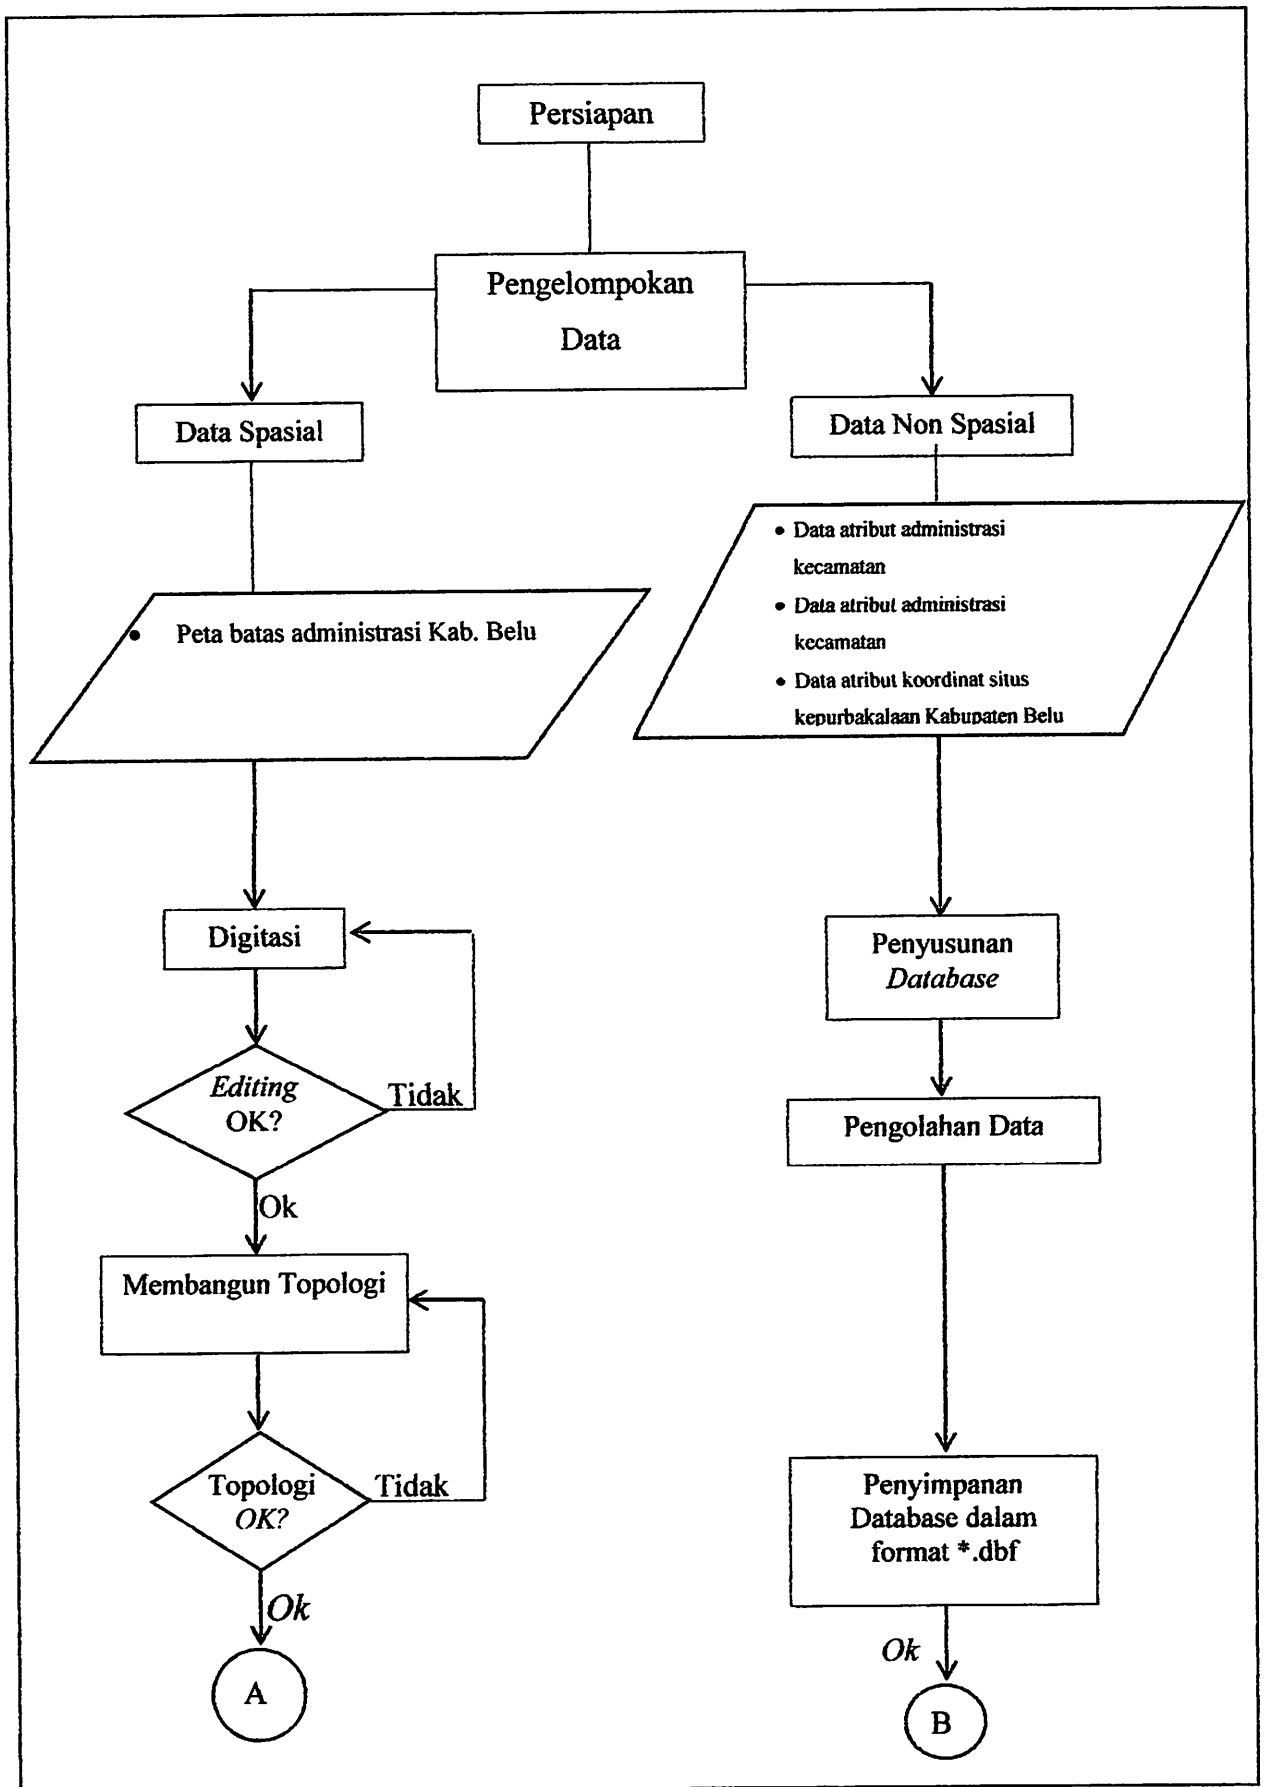 Persiapan
Pengelompokan
Data
Data Spasial
Data Non Spasial
• Peta batas administrasi Kab. Belu
• Data atribut administrasi
kecamatan
• Data atribut administrasi
kecamatan
• Data atribut koordinat situs
kepurbakalaan Kabupaten Belu
Digitasi
Editing
OK?
Tidak
Ok
Membangun Topologi
Topologi
OK?
Tidak
Ok
A
Penyusunan
Database
Pengolahan Data
Penyimpanan
Database dalam
format *.dbf
Ok
B